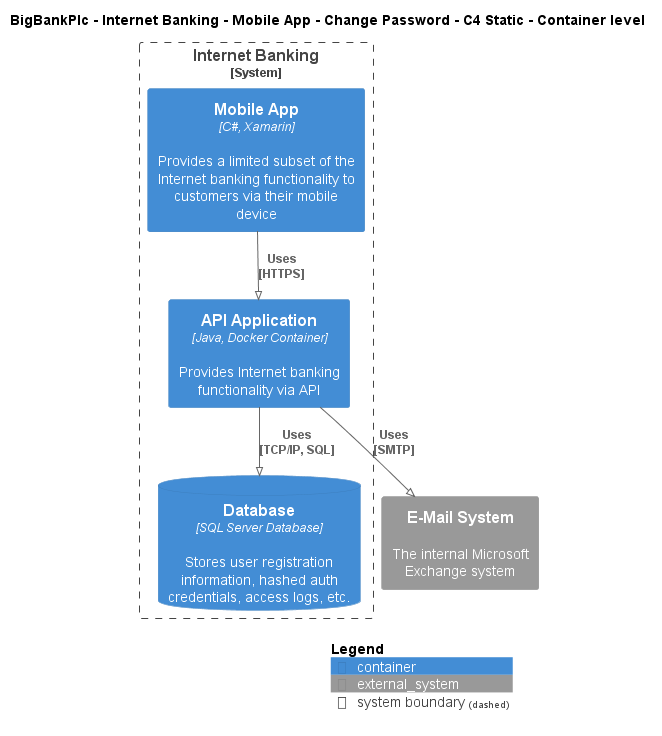 BigBankPlc - Internet Banking - Mobile App - Change Password - C4 Static - Container level
Internet Banking
[System]
Mobile App
[C#, Xamarin]
Provides a limited subset of the
Internet banking functionality to
customers via their mobile
device
Uses
[HTTPS]
API Application
[Java, Docker Container]
Provides Internet banking
functionality via API
Uses
[TCP/IP, SQL]
Uses
[SMTP]
Database
[SQL Server Database]
Stores user registration
information, hashed auth
credentials, access logs, etc.
E-Mail System
The internal Microsoft
Exchange system
Legend
container
external_system
system boundary (dashed)